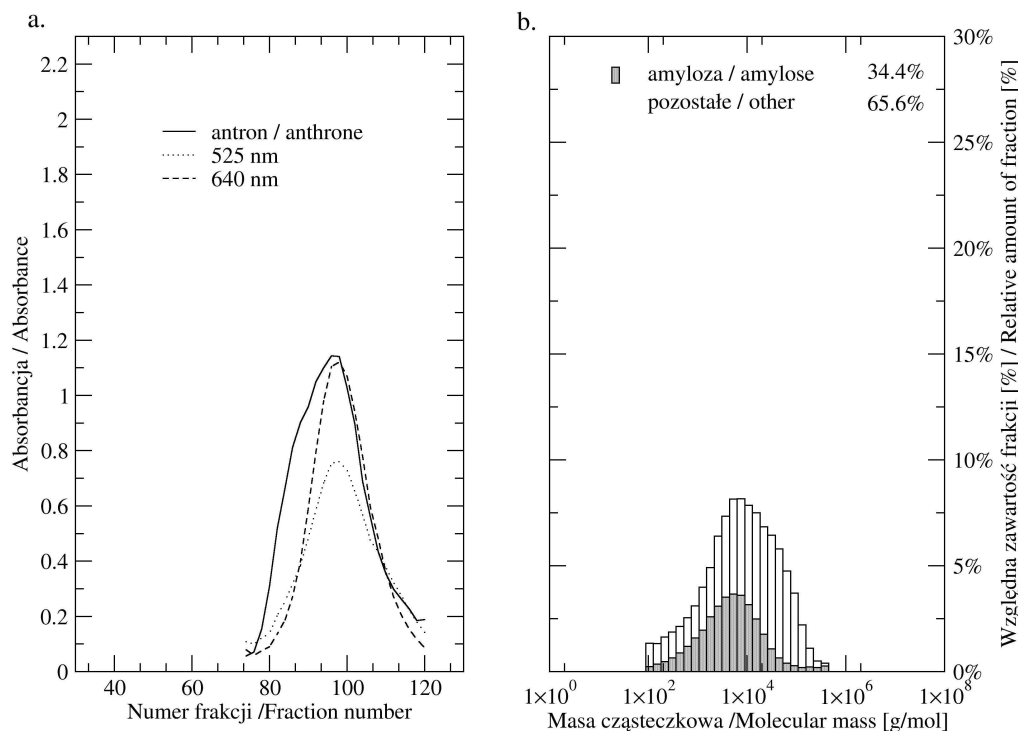 a.
2.2
2
1.8
1.6
1.4
1.2
1
0.8
0.6
0.4
0.2
0
Absorbancja / Absorbance
antron / anthrone
525 nm
640 nm
40 60 80 100 120
Numer frakcji /Fraction number
b.
amyloza / amylose 34.4%
pozostałe / other 65.6%
30%
25%
20%
15%
10%
5%
0%
Względna zawartość frakcji [%] / Relative amount of fraction [%]
1×10⁰ 1×10² 1×10⁴ 1×10⁶ 1×10⁸
Masa cząsteczkowa /Molecular mass [g/mol]